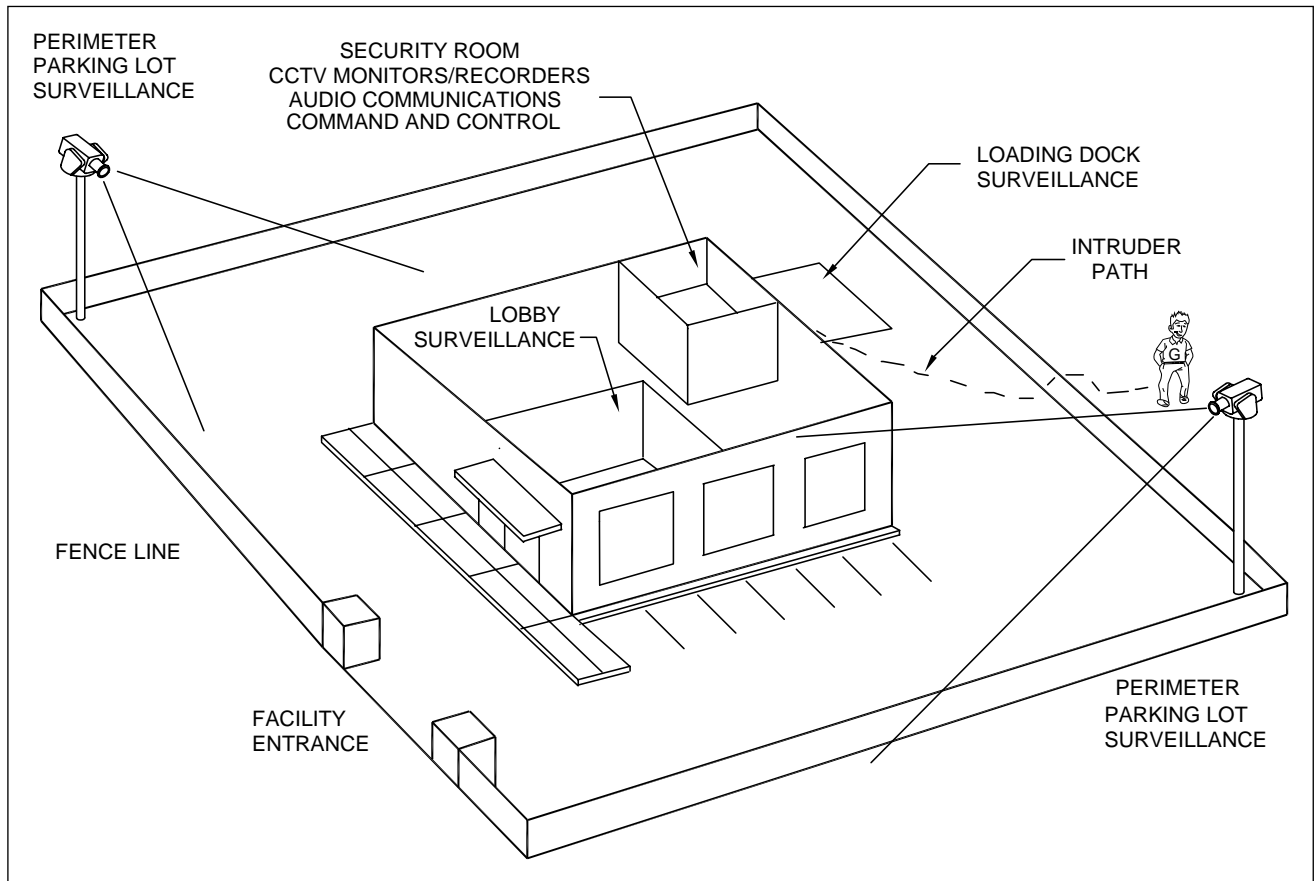 PERIMETER
PARKING LOT
SURVEILLANCE
SECURITY ROOM
CCTV MONITORS/RECORDERS
AUDIO COMMUNICATIONS
COMMAND AND CONTROL
LOADING DOCK
SURVEILLANCE
INTRUDER
PATH
LOBBY
SURVEILLANCE
G
FENCE LINE
FACILITY
ENTRANCE
PERIMETER
PARKING LOT
SURVEILLANCE